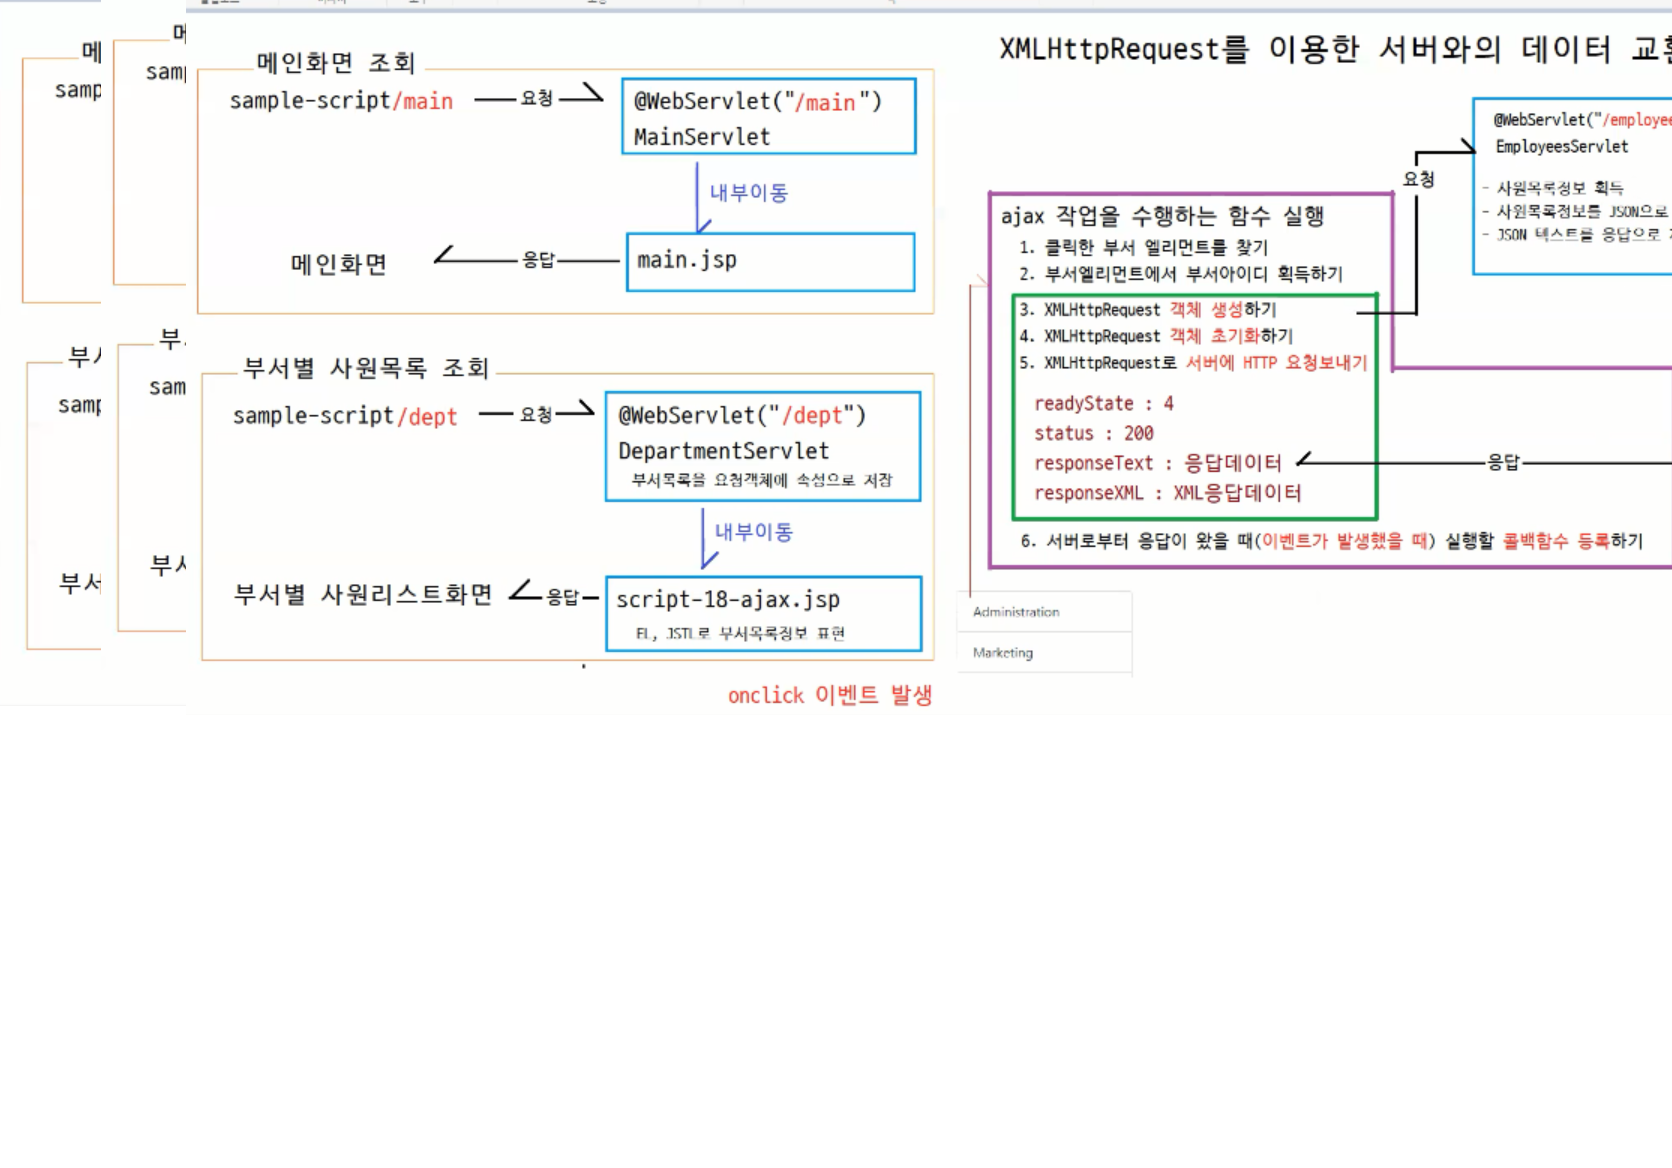 메인화면 조회
sample-script/main
요청
@WebServlet("/main")
MainServlet
내부이동
main.jsp
응답
메인화면
부서별 사원목록 조회
sample-script/dept
요청
@WebServlet("/dept")
DepartmentServlet
부서목록을 요청객체에 속성으로 저장
내부이동
script-18-ajax.jsp
EL, JSTL로 부서목록정보 표현
응답
부서별 사원리스트화면
onclick 이벤트 발생
XMLHttpRequest를 이용한 서버와의 데이터
@WebServlet("/employee
EmployeesServlet
- 사원목록정보 획득
- 사원목록정보를 JSON으로
- JSON 텍스트를 응답으로
요청
ajax 작업을 수행하는 함수 실행
1. 클릭한 부서 엘리먼트를 찾기
2. 부서엘리먼트에서 부서아이디 획득하기
3. XMLHttpRequest 객체 생성하기
4. XMLHttpRequest 객체 초기화하기
5. XMLHttpRequest로 서버에 HTTP 요청보내기
readyState : 4
status : 200
responseText : 응답데이터
응답
responseXML : XML응답데이터
6. 서버로부터 응답이 왔을 때(이벤트가 발생했을 때) 실행할 콜백함수 등록하기
Administration
Marketing
메
samp
부
samp
부서
sam
부
sam
부